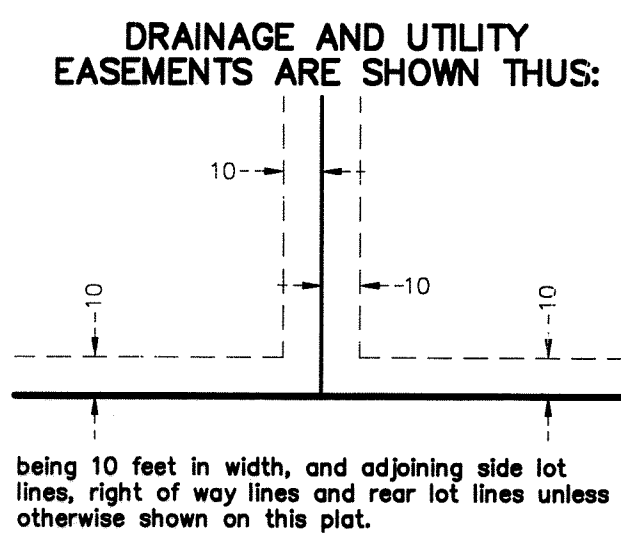 DRAINAGE AND UTILITY
EASEMENTS ARE SHOWN THUS:
10
10
10
10
being 10 feet in width, and adjoining side lot
lines, right of way lines and rear lot lines unless
otherwise shown on this plat.